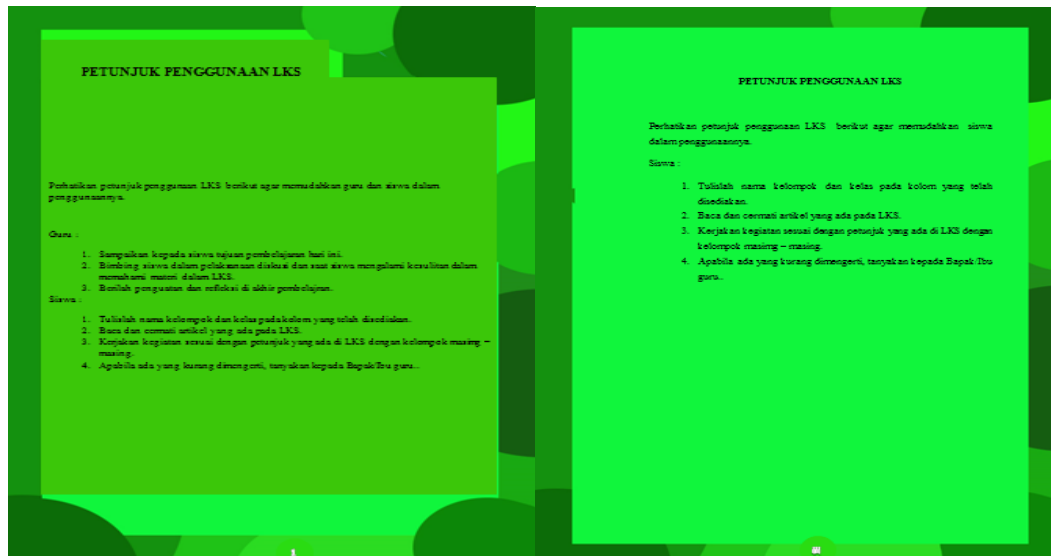 PETUNJUK PENGGUNAAN LKS
Perhatikan petunjuk penggunaan LKS berikut agar memudahkan guru dan siswa dalam
penggunaannya.
Guru :
1. Sampaikan kepada siswa tujuan pembelajaran hari ini.
2. Bimbing siswa dalam pelaksanaan diskusi dan saat siswa mengalami kesulitan dalam
memahami materi dalam LKS.
3. Berilah penguatan dan refleksi di akhir pembelajran.
Siswa :
1. Tulislah nama kelompok dan kelas pada kolom yang telah disediakan.
2. Baca dan cermati artikel yang ada pada LKS.
3. Kerjakan kegiatan sesuai dengan petunjuk yang ada di LKS dengan kelompok masing –
masing.
4. Apabila ada yang kurang dimengerti, tanyakan kepada Bapak/Ibu guru..
1
PETUNJUK PENGGUNAAN LKS
Perhatikan petunjuk penggunaan LKS berikut agar memudahkan siswa
dalam penggunaannya.
Siswa :
1. Tulislah nama kelompok dan kelas pada kolom yang telah
disediakan.
2. Baca dan cermati artikel yang ada pada LKS.
3. Kerjakan kegiatan sesuai dengan petunjuk yang ada di LKS dengan
kelompok masing – masing.
4. Apabila ada yang kurang dimengerti, tanyakan kepada Bapak/Ibu
guru..